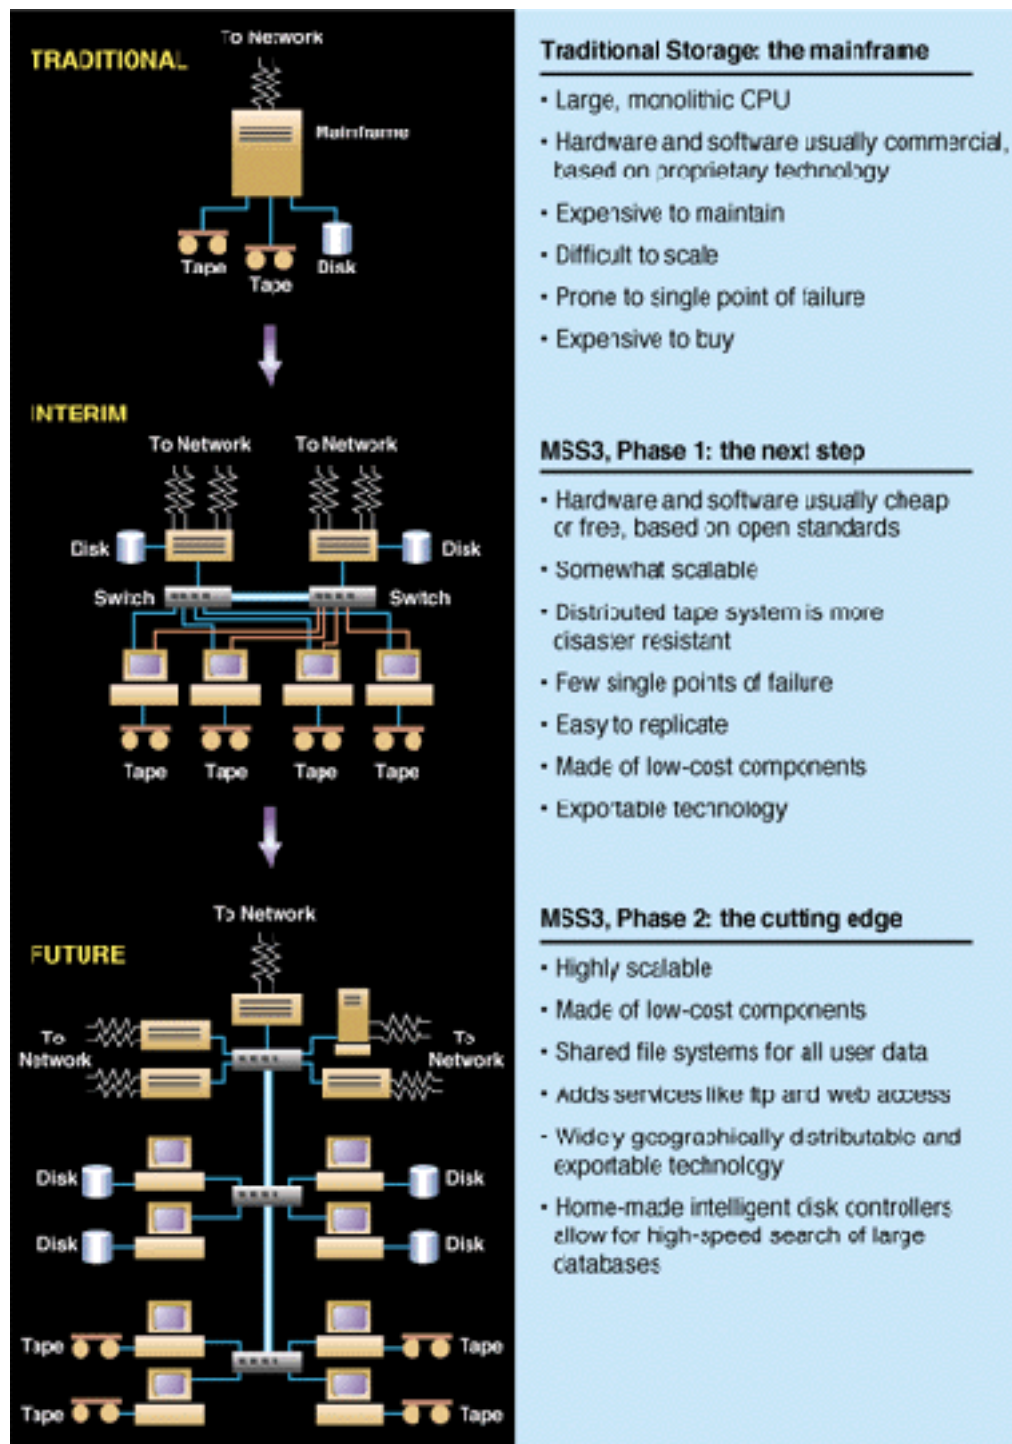 TRADITIONAL
To Network
Mainframe
Tape
Tape
Disk
Traditional Storage: the mainframe
• Large, monolithic CPU
• Hardware and software usually commercial,
based on proprietary technology
• Expensive to maintain
• Difficult to scale
• Prone to single point of failure
• Expensive to buy
INTERIM
To Network
To Network
Disk
Disk
Switch
Switch
Tape
Tape
Tape
Tape
MSS3, Phase 1: the next step
• Hardware and software usually cheap
or free, based on open standards
• Somewhat scalable
• Distributed tape system is more
disaster resistant
• Few single points of failure
• Easy to replicate
• Made of low-cost components
• Exportable technology
FUTURE
To Network
To
Network
To
Network
Disk
Disk
Disk
Disk
Tape
Tape
Tape
Tape
MSS3, Phase 2: the cutting edge
• Highly scalable
• Made of low-cost components
• Shared file systems for all user data
• Adds services like ftp and web access
• Widely geographically distributable and
exportable technology
• Home-made intelligent disk controllers
allow for high-speed search of large
databases